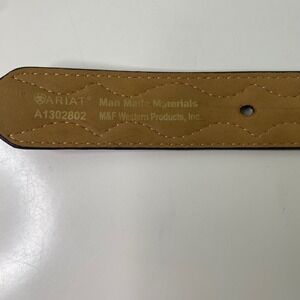 ARIAT® Man Made Materials
A1302802 M&F Western Products, Inc.